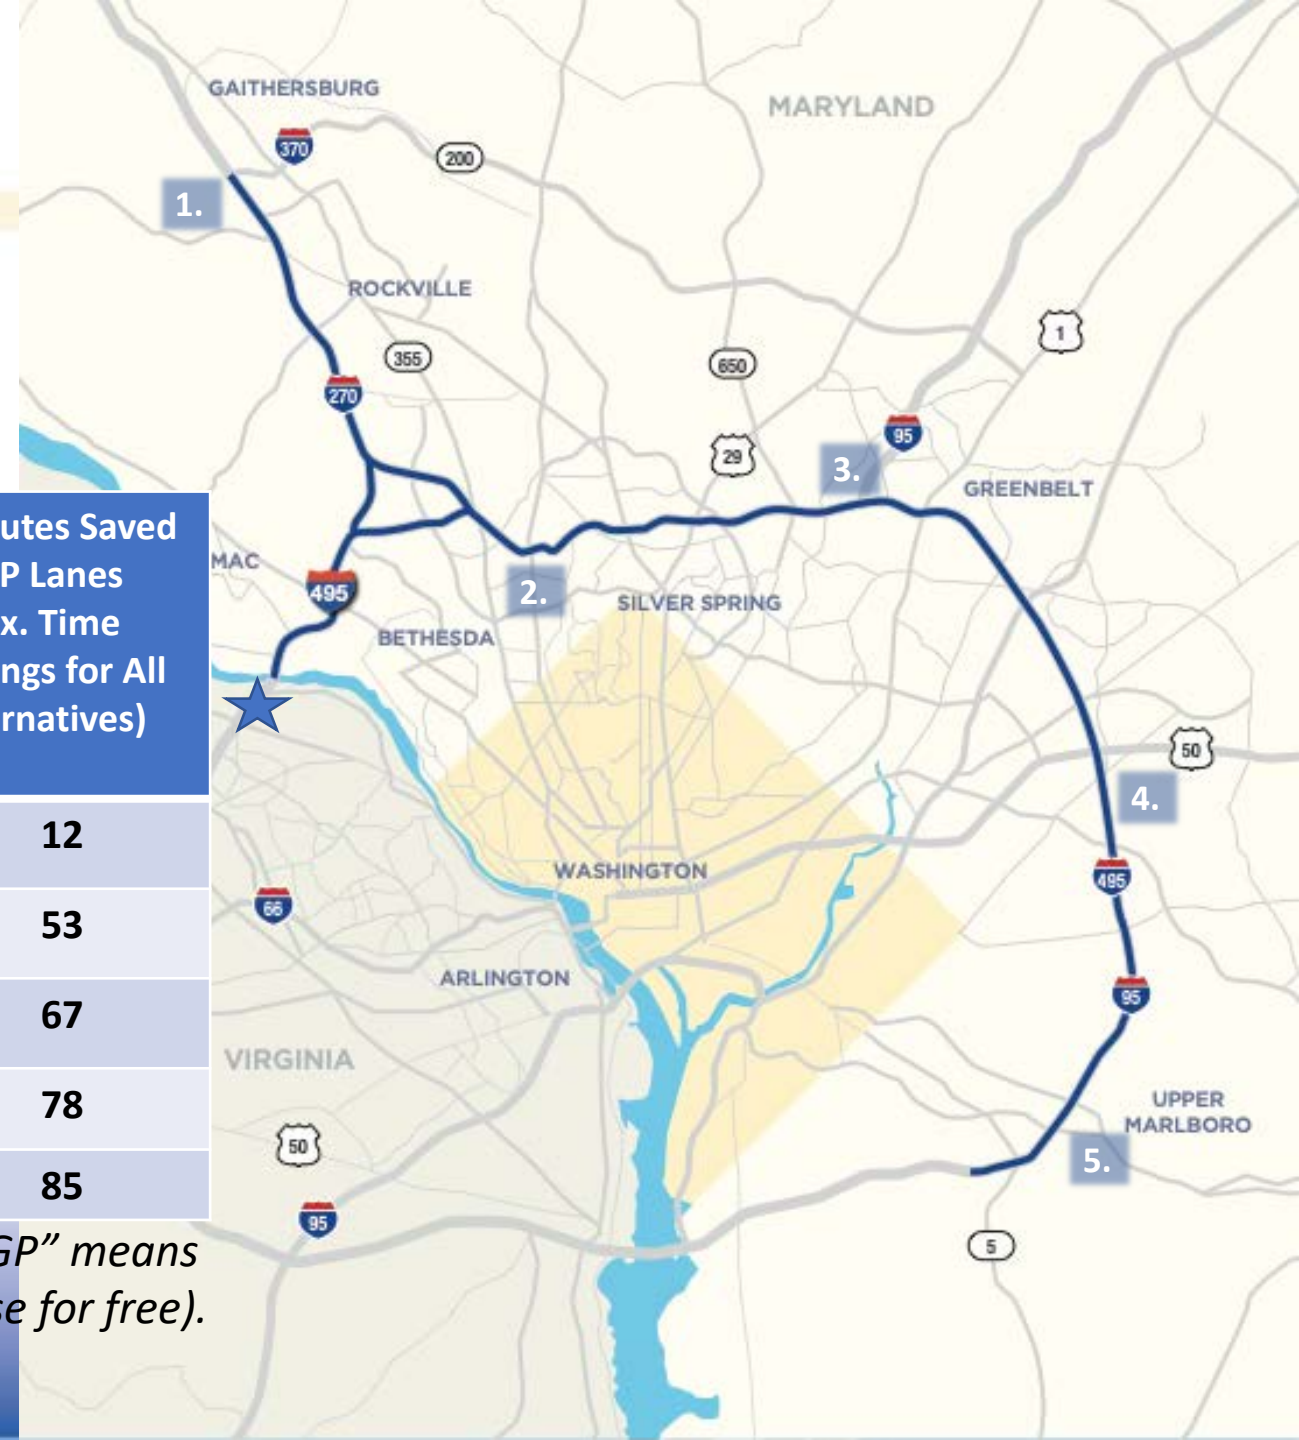 GAITHERSBURG
MARYLAND
370
200
1.
ROCKVILLE
1
355
650
270
95
29
3.
GREENBELT
utes Saved
P Lanes
x. Time
ngs for All
rnatives)
MAC
495
2.
SILVER SPRING
BETHESDA
50
4.
12
WASHINGTON
495
66
53
ARLINGTON
95
67
VIRGINIA
78
UPPER
MARLBORO
50
5.
85
95
5
GP” means
se for free).